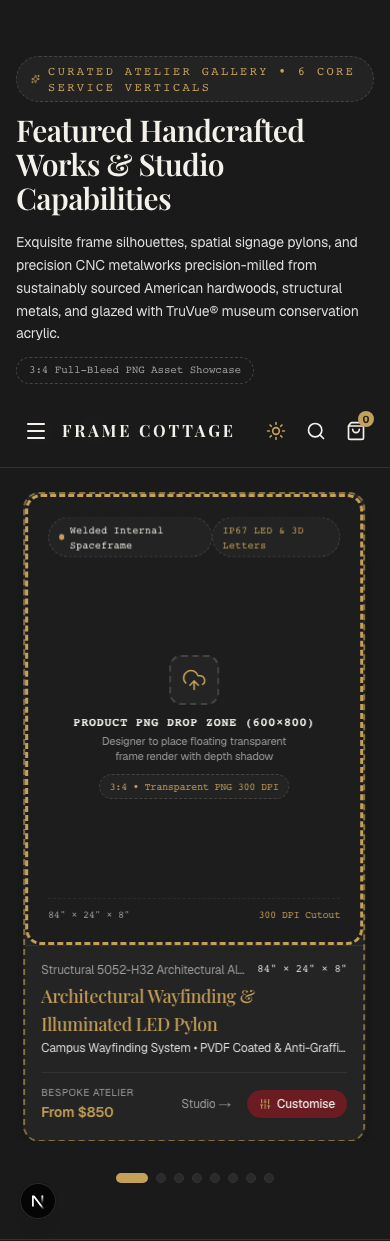 CURATED ATELIER GALLERY • 6 CORE
SERVICE VERTICALS
Featured Handcrafted
Works & Studio
Capabilities
Exquisite frame silhouettes, spatial signage pylons, and
precision CNC metalworks precision-milled from
sustainably sourced American hardwoods, structural
metals, and glazed with TruVue® museum conservation
acrylic.
3:4 Full-Bleed PNG Asset Showcase
FRAME COTTAGE
0
Welded Internal
Spaceframe
IP67 LED & 3D
Letters
PRODUCT PNG DROP ZONE (600×800)
Designer to place floating transparent
frame render with depth shadow
3:4 • Transparent PNG 300 DPI
84" × 24" × 8"
300 DPI Cutout
Structural 5052-H32 Architectural Al…
84" × 24" × 8"
Architectural Wayfinding &
Illuminated LED Pylon
Campus Wayfinding System • PVDF Coated & Anti-Graffi…
BESPOKE ATELIER
From $850
Studio →
Customise
N